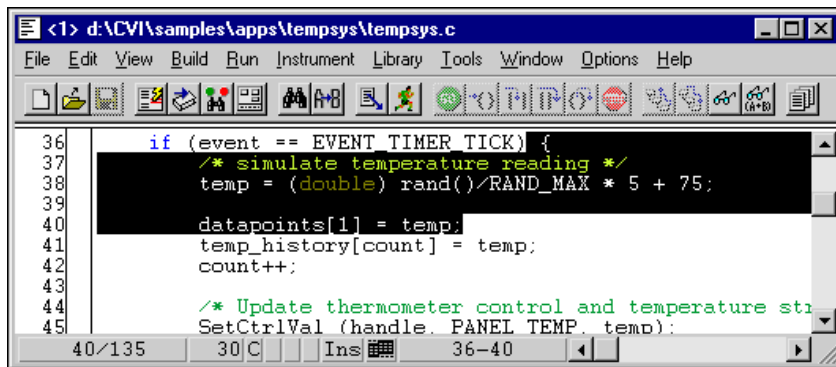 <1> d:\CVI\samples\apps\tempsys\tempsys.c
File Edit View Build Run Instrument Library Tools Window Options Help
36 if (event == EVENT_TIMER_TICK) {
37 /* simulate temperature reading */
38 temp = (double) rand()/RAND_MAX * 5 + 75;
39
40 datapoints[1] = temp;
41 temp_history[count] = temp;
42 count++;
43
44 /* Update thermometer control and temperature str
45 SetCtrlVal (handle, PANEL_TEMP, temp);
40/135 30 C Ins 36-40